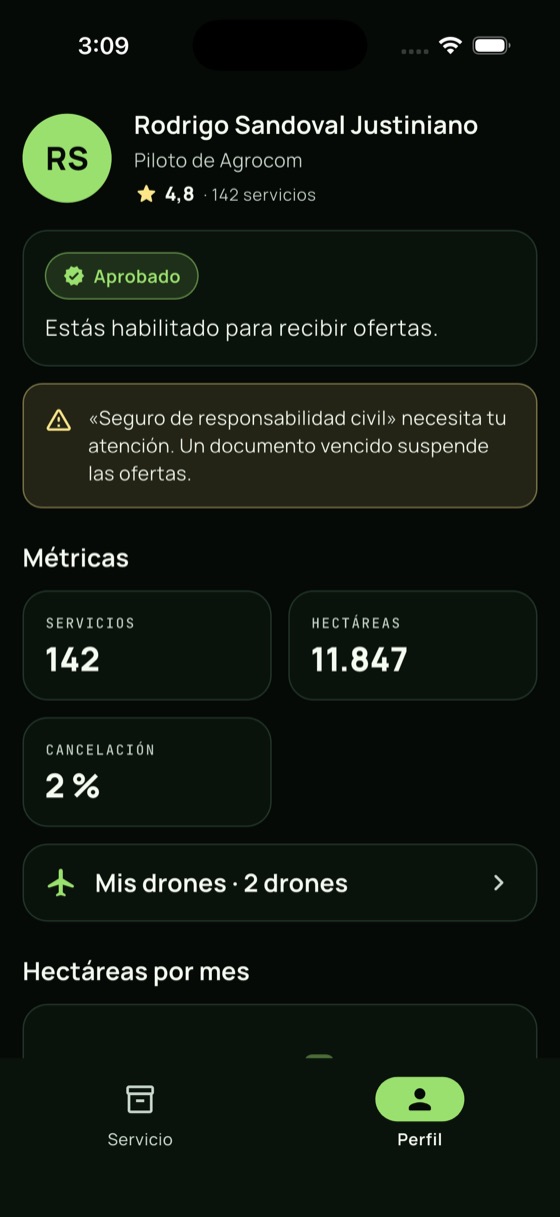 3:09
RS
Rodrigo Sandoval Justiniano
Piloto de Agrocom
4,8 · 142 servicios
Aprobado
Estás habilitado para recibir ofertas.
«Seguro de responsabilidad civil» necesita tu
atención. Un documento vencido suspende
las ofertas.
Métricas
SERVICIOS
142
HECTÁREAS
11.847
CANCELACIÓN
2 %
Mis drones · 2 drones
Hectáreas por mes
Servicio
Perfil